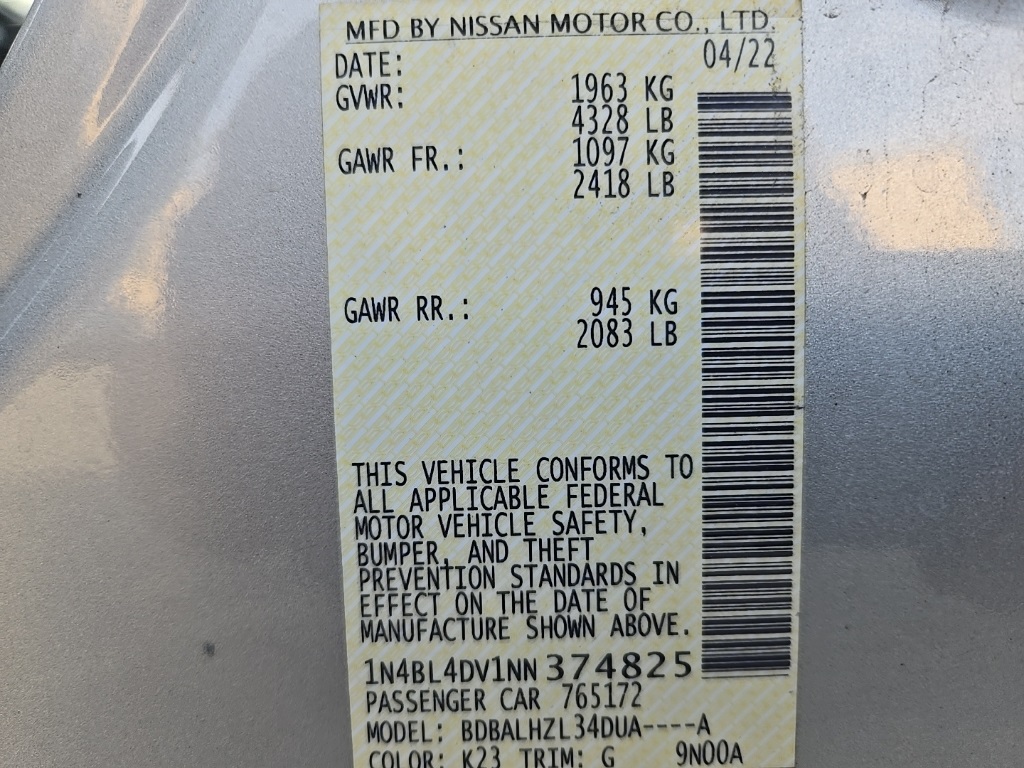 MFD BY NISSAN MOTOR CO., LTD.
DATE: 04/22
GVWR: 1963 KG
4328 LB
GAWR FR.: 1097 KG
2418 LB
GAWR RR.: 945 KG
2083 LB
THIS VEHICLE CONFORMS TO
ALL APPLICABLE FEDERAL
MOTOR VEHICLE SAFETY,
BUMPER, AND THEFT
PREVENTION STANDARDS IN
EFFECT ON THE DATE OF
MANUFACTURE SHOWN ABOVE.
1N4BL4DV1NN374825
PASSENGER CAR 765172
MODEL: BDBALHZL34DUA----A
COLOR: K23 TRIM: G 9N00A